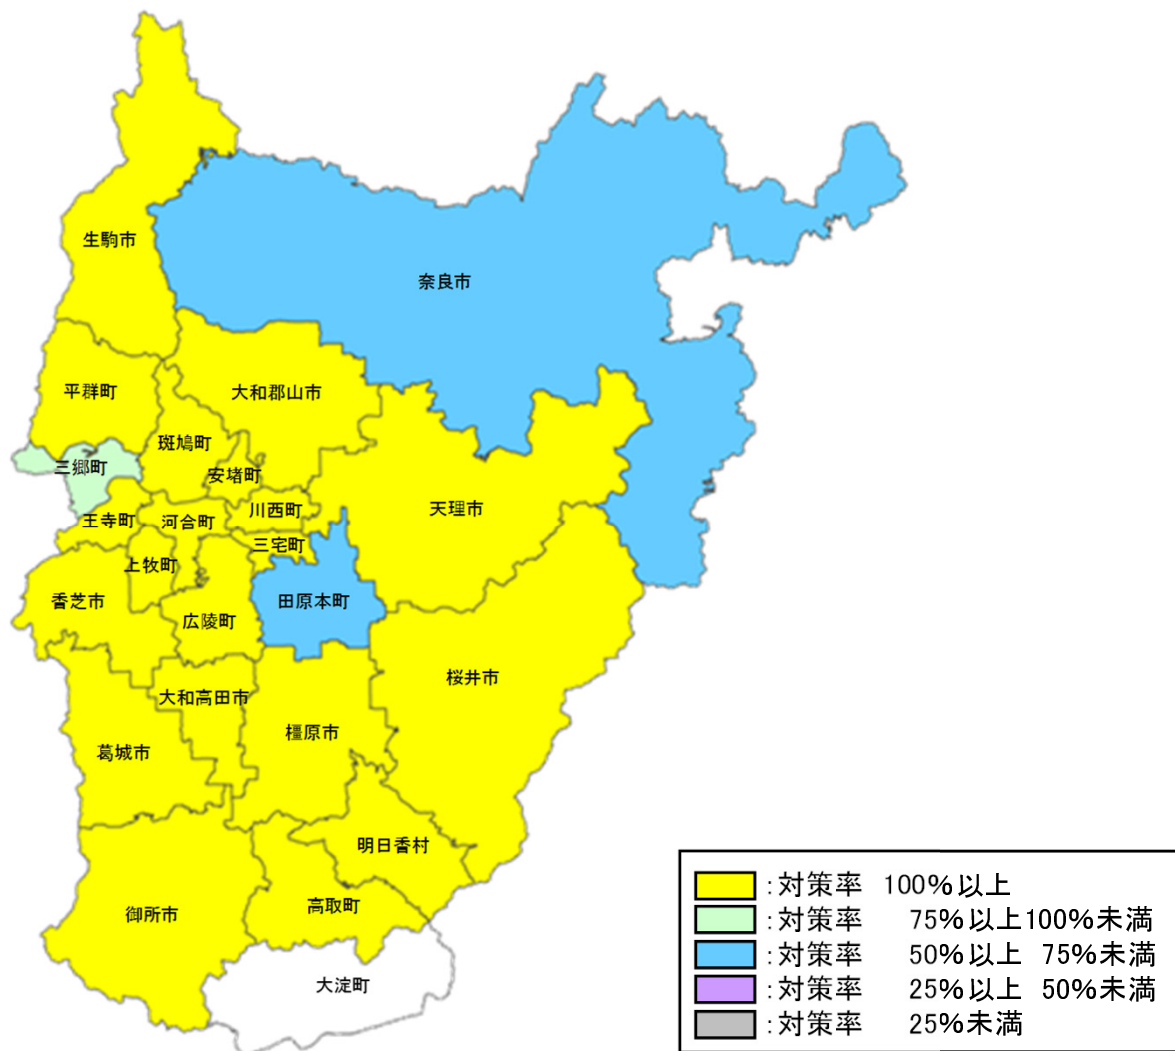 生駒市
奈良市
平群町
大和郡山市
斑鳩町
三郷町
安堵町
天理市
川西町
王寺町
河合町
三宅町
上牧町
香芝市
田原本町
広陵町
桜井市
大和高田市
橿原市
葛城市
明日香村
高取町
御所市
大淀町
:対策率 100%以上
:対策率 75%以上100%未満
:対策率 50%以上 75%未満
:対策率 25%以上 50%未満
:対策率 25%未満